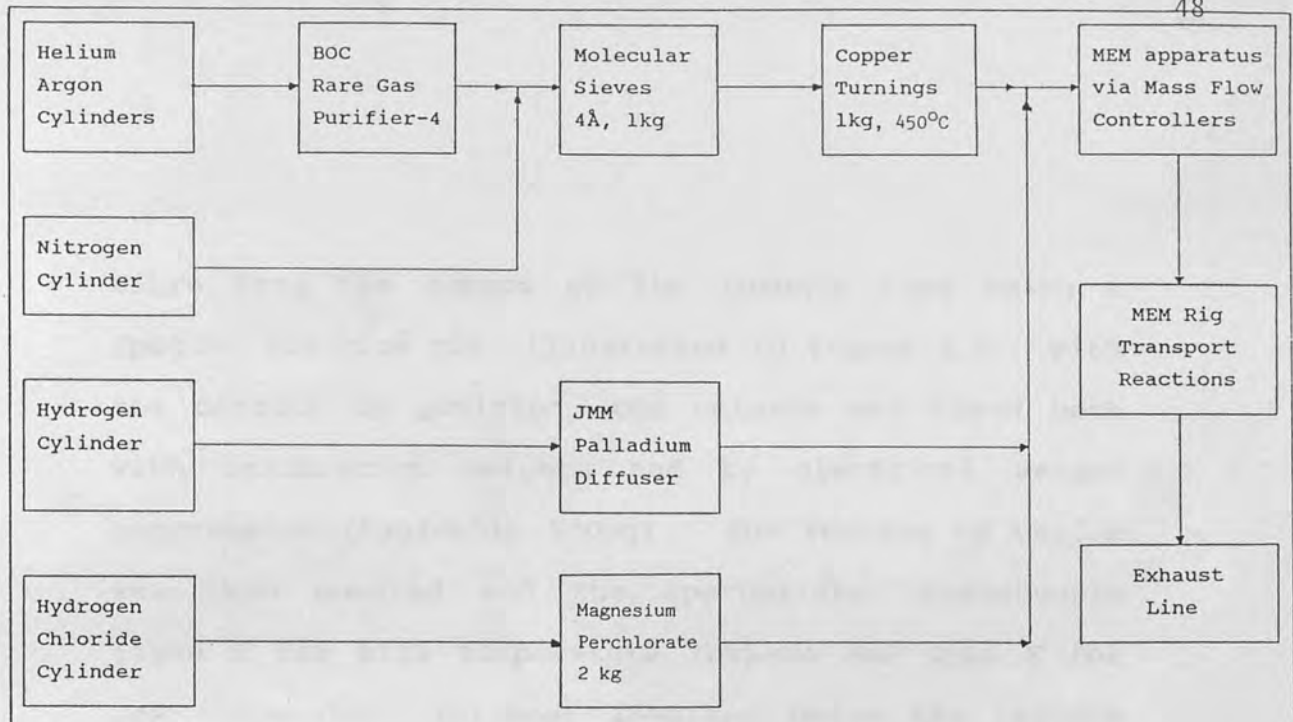 48
Helium
Argon
Cylinders
BOC
Rare Gas
Purifier-4
Molecular
Sieves
4Å, 1kg
Copper
Turnings
1kg, 450°C
MEM apparatus
via Mass Flow
Controllers
Nitrogen
Cylinder
MEM Rig
Transport
Reactions
Hydrogen
Cylinder
JMM
Palladium
Diffuser
Hydrogen
Chloride
Cylinder
Magnesium
Perchlorate
2 kg
Exhaust
Line